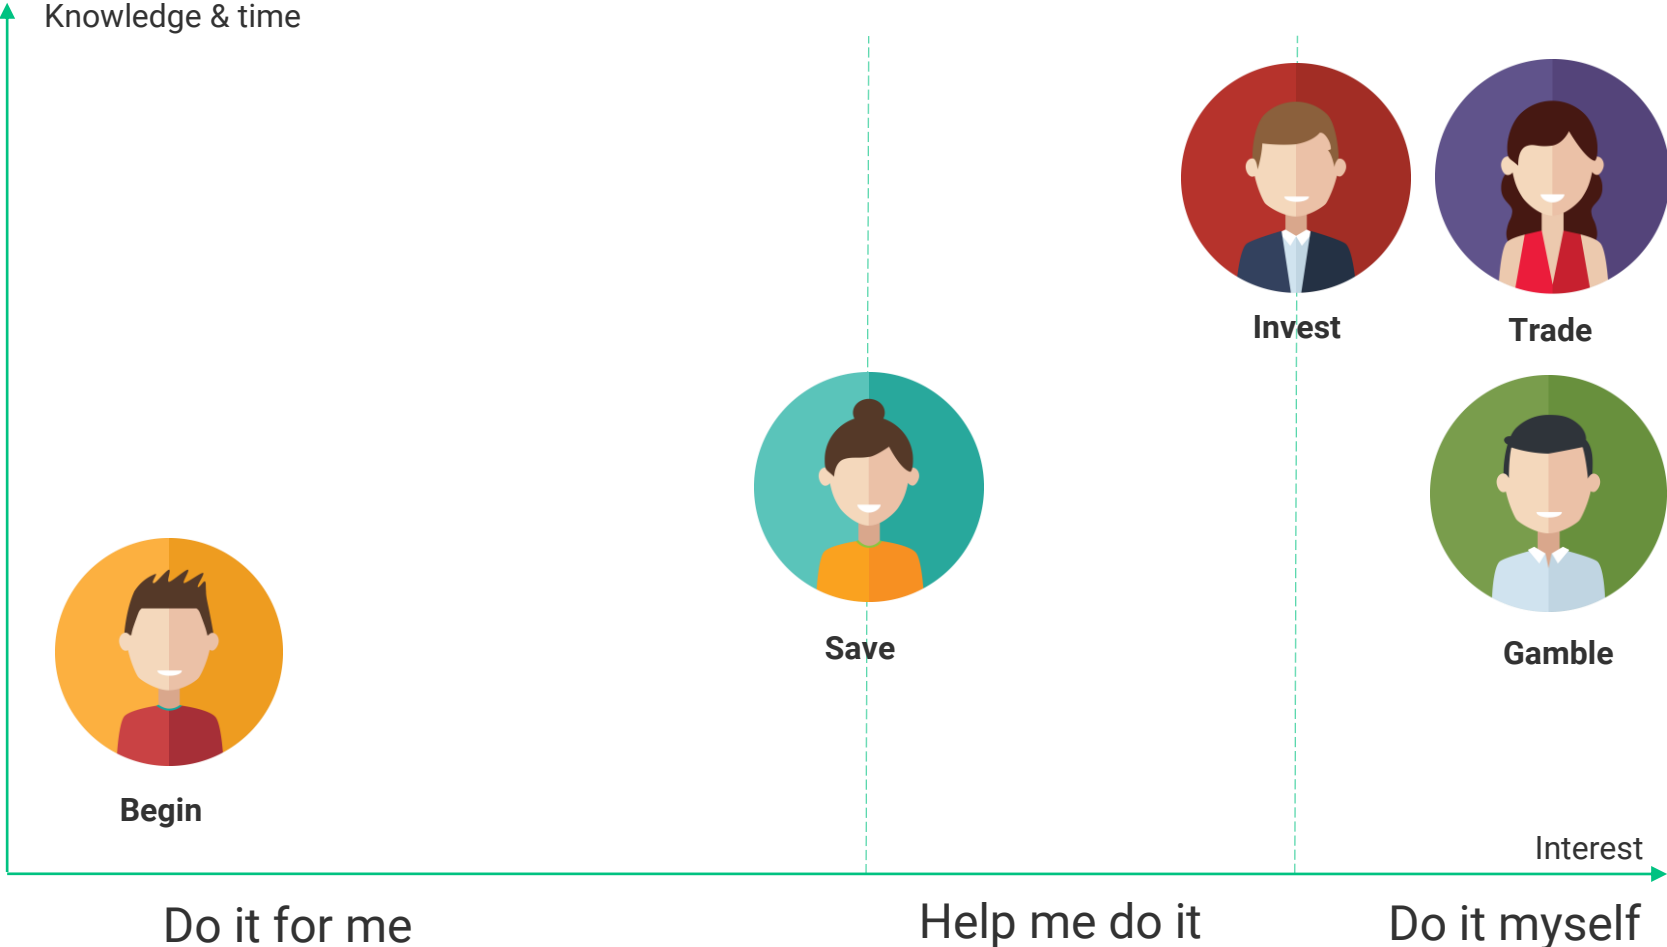 Knowledge & time
Invest
Trade
Save
Gamble
Begin
Interest
Do it for me
Help me do it
Do it myself